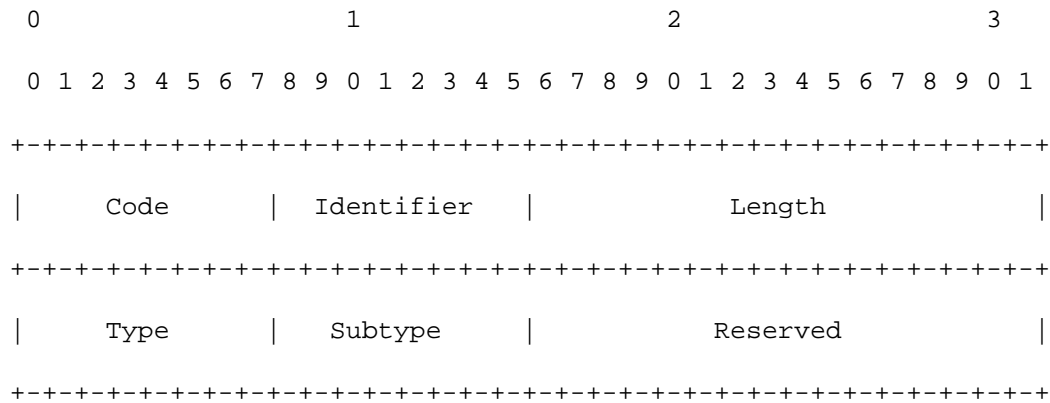 0                   1                   2                   3
 0 1 2 3 4 5 6 7 8 9 0 1 2 3 4 5 6 7 8 9 0 1 2 3 4 5 6 7 8 9 0 1
+-+-+-+-+-+-+-+-+-+-+-+-+-+-+-+-+-+-+-+-+-+-+-+-+-+-+-+-+-+-+-+-+
|     Code      |  Identifier   |            Length             |
+-+-+-+-+-+-+-+-+-+-+-+-+-+-+-+-+-+-+-+-+-+-+-+-+-+-+-+-+-+-+-+-+
|     Type      |   Subtype     |           Reserved            |
+-+-+-+-+-+-+-+-+-+-+-+-+-+-+-+-+-+-+-+-+-+-+-+-+-+-+-+-+-+-+-+-+